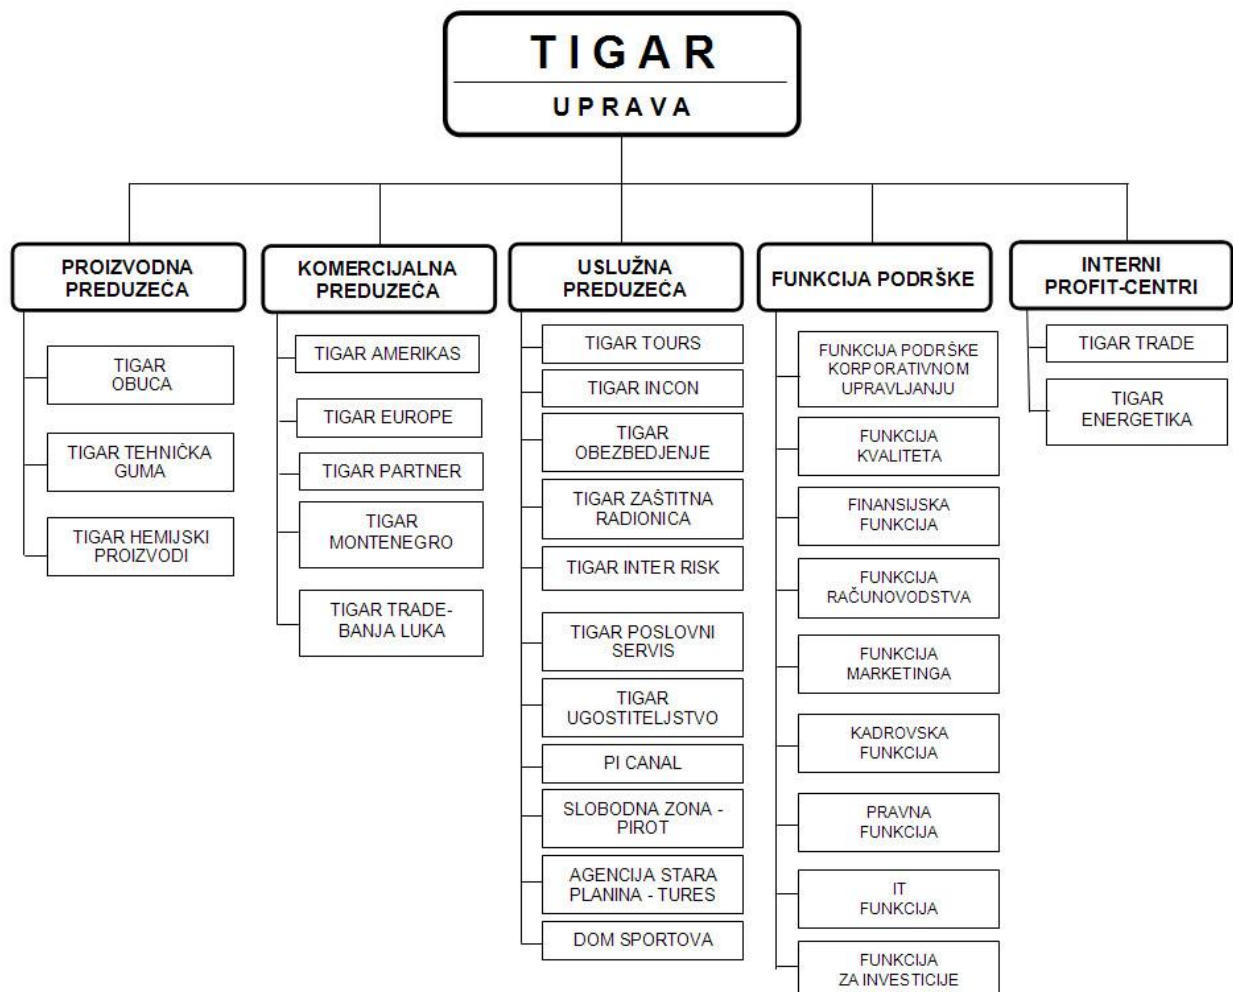 TIGAR
UPRAVA
PROIZVODNA
PREDUZEĆA
TIGAR
OBUCA
TIGAR TEHNIČKA
GUMA
TIGAR HEMIJSKI
PROIZVODI
KOMERCIJALNA
PREDUZEĆA
TIGAR AMERIKAS
TIGAR EUROPE
TIGAR PARTNER
TIGAR
MONTENEGRO
TIGAR TRADE-
BANJA LUKA
USLUŽNA
PREDUZEĆA
TIGAR TOURS
TIGAR INCON
TIGAR
OBEZBEDJENJE
TIGAR ZAŠTITNA
RADIONICA
TIGAR INTER RISK
TIGAR POSLOVNI
SERVIS
TIGAR
UGOSTITELJSTVO
PI CANAL
SLOBODNA ZONA -
PIROT
AGENCIJA STARA
PLANINA - TURES
DOM SPORTOVA
FUNKCIJA PODRŠKE
FUNKCIJA PODRŠKE
KORPORATIVNOM
UPRAVLJANJU
FUNKCIJA
KVALITETA
FINANSIJSKA
FUNKCIJA
FUNKCIJA
RAČUNOVODSTVA
FUNKCIJA
MARKETINGA
KADROVSKA
FUNKCIJA
PRAVNA
FUNKCIJA
IT
FUNKCIJA
FUNKCIJA
ZA INVESTICIJE
INTERNI
PROFIT-CENTRI
TIGAR TRADE
TIGAR
ENERGETIKA